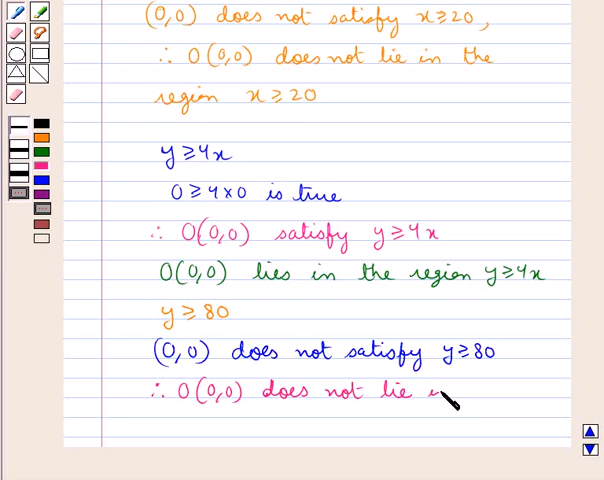 (0,0) does not satisfy x≥20,
∴ O(0,0) does not lie in the
region x≥20
y≥4x
0≥4×0 is true
∴ O(0,0) satisfy y≥4x
O(0,0) lies in the region y≥4x
y≥80
(0,0) does not satisfy y≥80
∴ O(0,0) does not lie